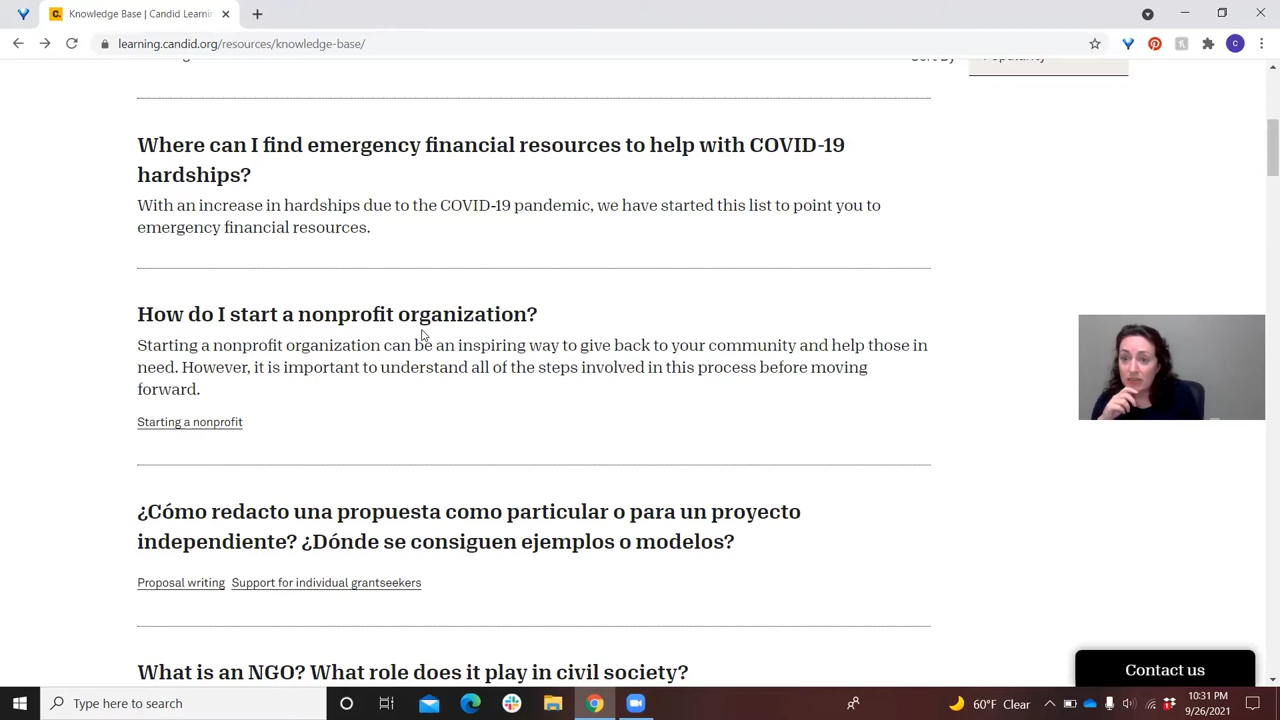 Knowledge Base | Candid Learnin
learning.candid.org/resources/knowledge-base/
Where can I find emergency financial resources to help with COVID-19
hardships?
With an increase in hardships due to the COVID-19 pandemic, we have started this list to point you to
emergency financial resources.
How do I start a nonprofit organization?
Starting a nonprofit organization can be an inspiring way to give back to your community and help those in
need. However, it is important to understand all of the steps involved in this process before moving
forward.
Starting a nonprofit
¿Cómo redacto una propuesta como particular o para un proyecto
independiente? ¿Dónde se consiguen ejemplos o modelos?
Proposal writing Support for individual grantseekers
What is an NGO? What role does it play in civil society?
Contact us
Type here to search
60°F Clear
10:31 PM
9/26/2021